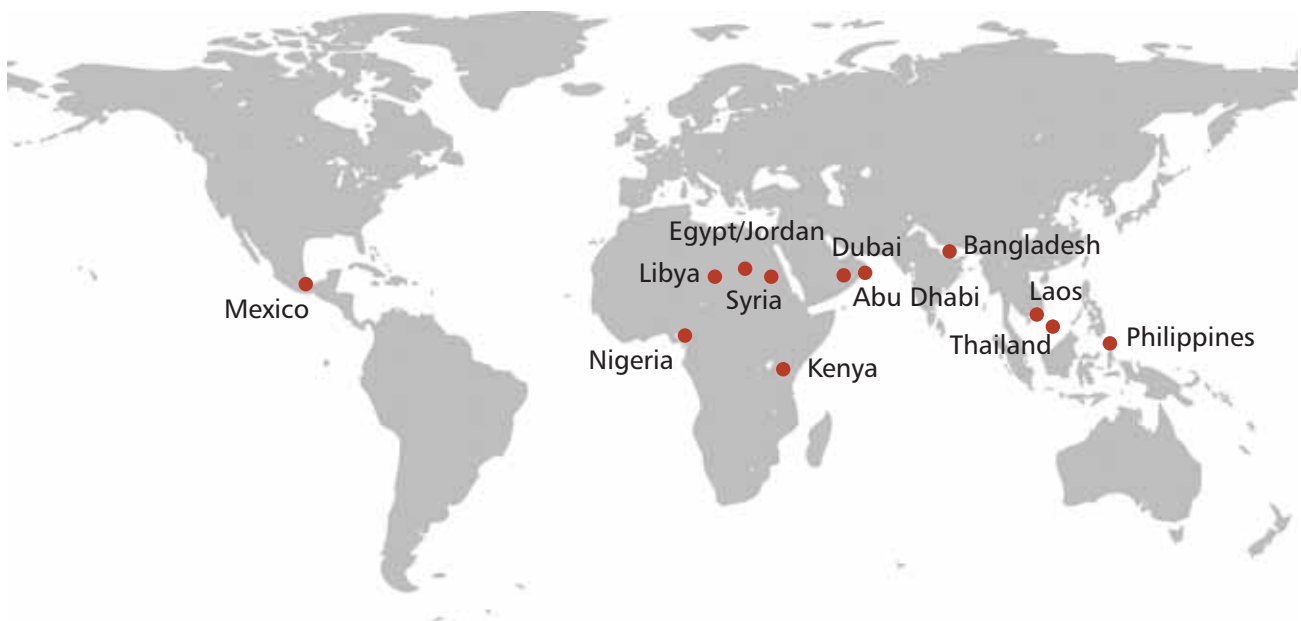 Egypt/Jordan
Dubai
Bangladesh
Libya
Syria
Abu Dhabi
Laos
Mexico
Nigeria
Thailand
Philippines
Kenya